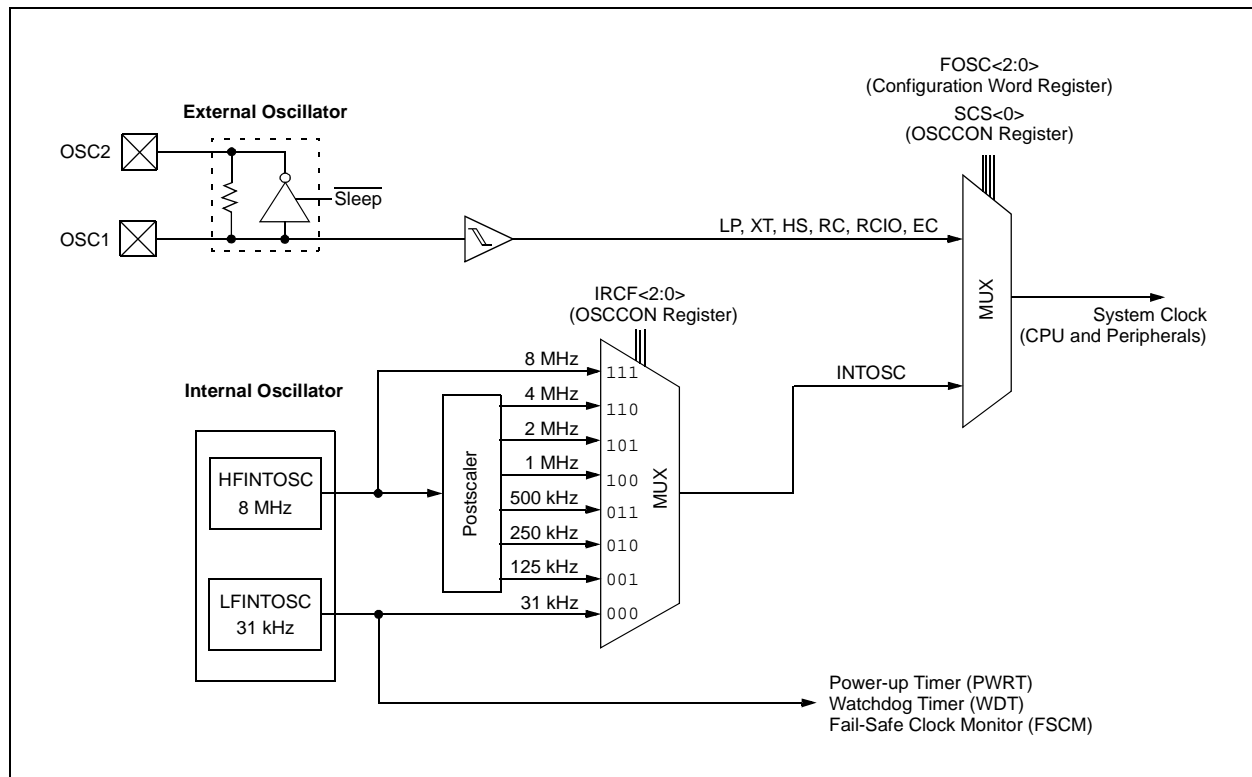 FOSC<2:0>
(Configuration Word Register)
SCS<0>
(OSCCON Register)
External Oscillator
OSC2
Sleep
OSC1
LP, XT, HS, RC, RCIO, EC
MUX
System Clock
(CPU and Peripherals)
IRCF<2:0>
(OSCCON Register)
8 MHz
111
INTOSC
Internal Oscillator
4 MHz
110
2 MHz
101
1 MHz
100
HFINTOSC
8 MHz
Postscaler
MUX
500 kHz
011
250 kHz
010
125 kHz
001
LFINTOSC
31 kHz
31 kHz
000
Power-up Timer (PWRT)
Watchdog Timer (WDT)
Fail-Safe Clock Monitor (FSCM)